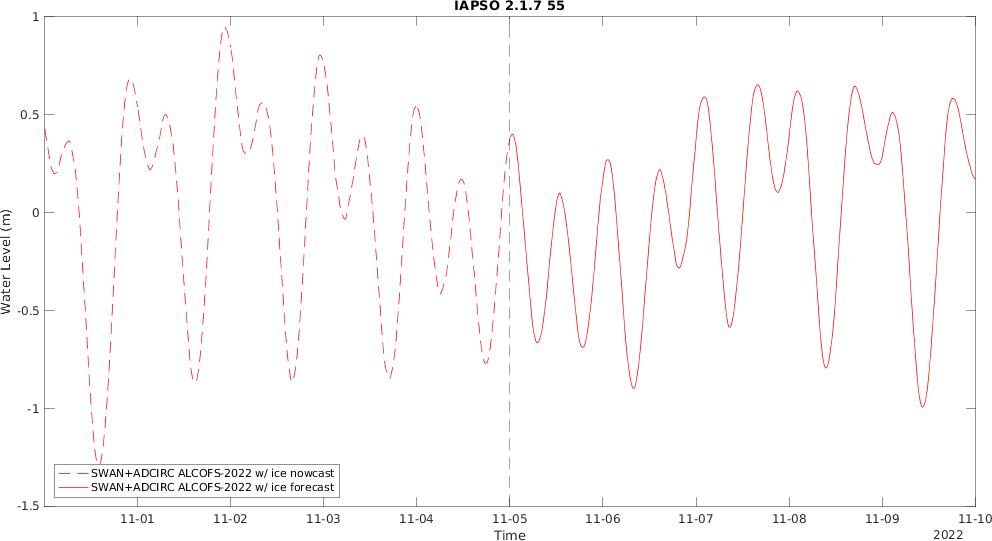 IAPSO 2.1.7 55
Water Level (m)
1
0.5
0
-0.5
-1
-1.5
SWAN+ADCIRC ALCOFS-2022 w/ ice nowcast
SWAN+ADCIRC ALCOFS-2022 w/ ice forecast
11-01 11-02 11-03 11-04 11-05 11-06 11-07 11-08 11-09 11-10
Time
2022